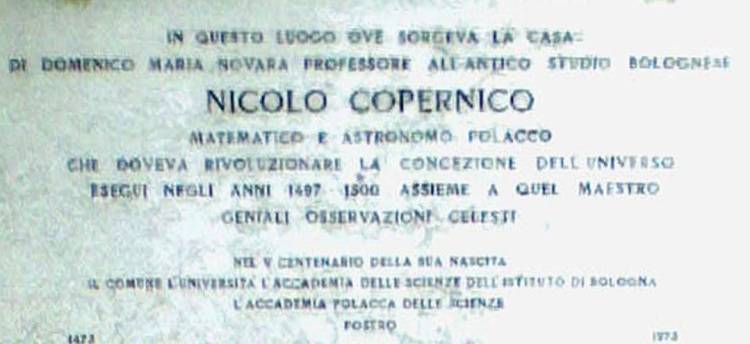 IN QUESTO LUOGO OVE SORGEVA LA CASA
DI DOMENICO MARIA NOVARA PROFESSORE ALL'ANTICO STUDIO BOLOGNESE
NICOLO COPERNICO
MATEMATICO E ASTRONOMO POLACCO
CHE DOVEVA RIVOLUZIONARE LA CONCEZIONE DELL'UNIVERSO
ESEGUI NEGLI ANNI 1497-1500 ASSIEME A QUEL MAESTRO
GENIALI OSSERVAZIONI CELESTI
NEL V CENTENARIO DELLA SUA NASCITA
IL COMUNE L'UNIVERSITA L'ACCADEMIA DELLE SCIENZE DELL'ISTITUTO DI BOLOGNA
L'ACCADEMIA POLACCA DELLE SCIENZE
POSERO
1473 1973